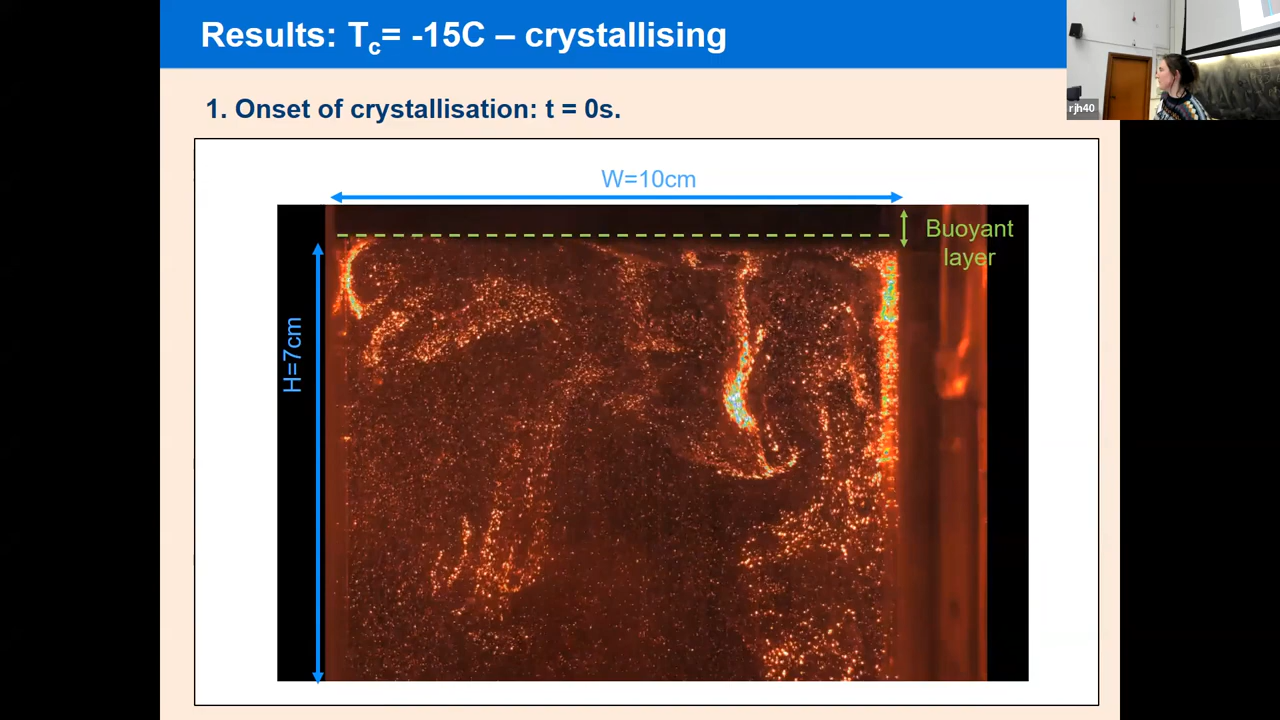 Results: Tc= -15C – crystallising
rjh40
1. Onset of crystallisation: t = 0s.
W=10cm
Buoyant
layer
H=7cm